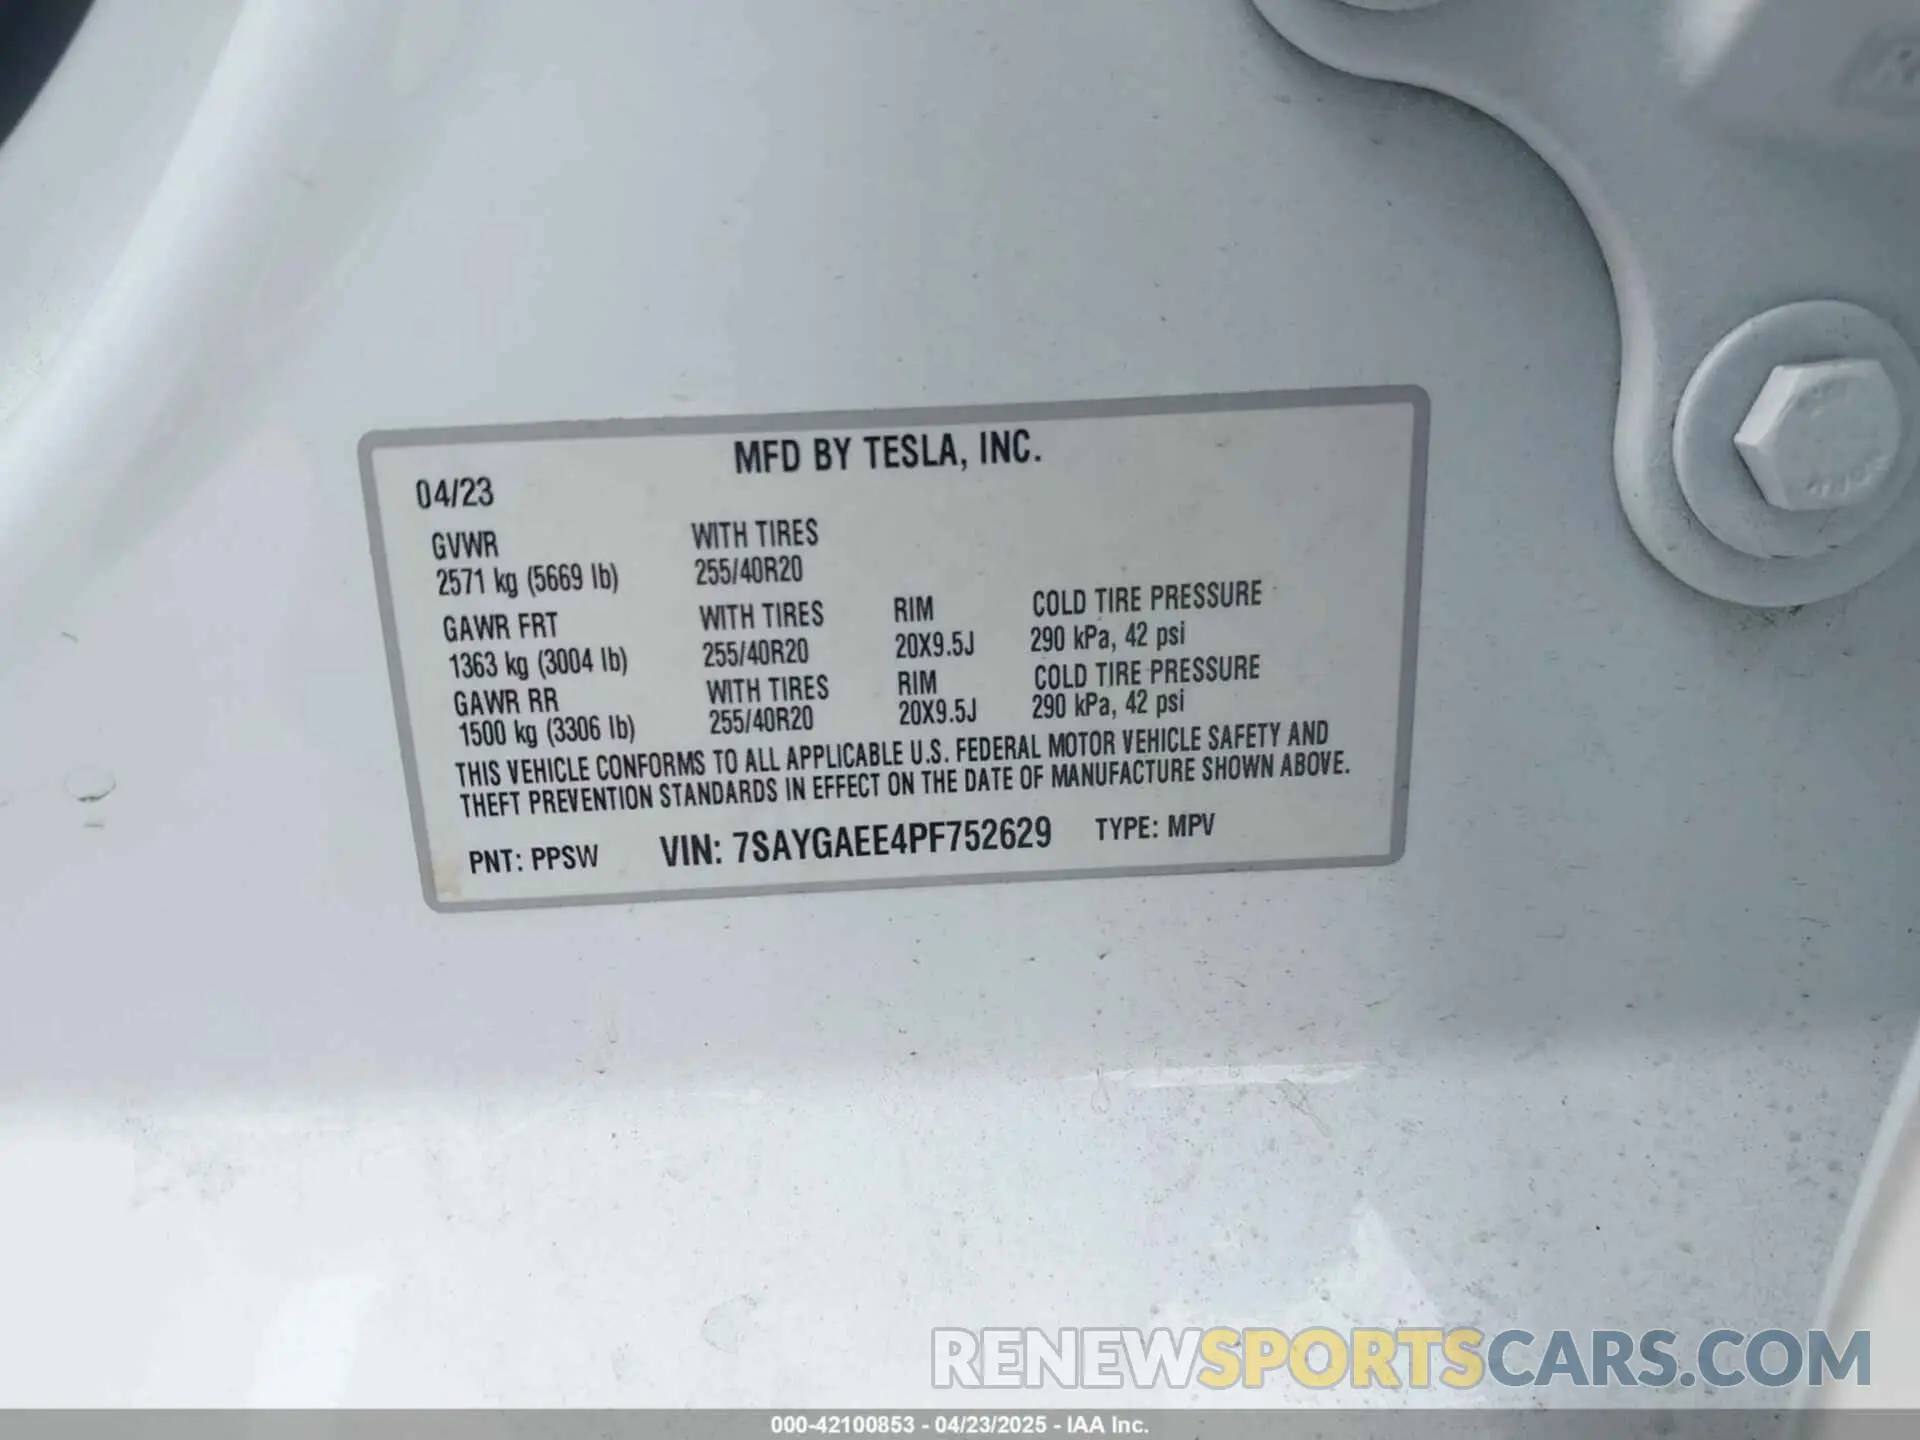 MFD BY TESLA, INC.
04/23
GVWR WITH TIRES
2571 kg (5669 lb) 255/40R20
GAWR FRT WITH TIRES RIM COLD TIRE PRESSURE
1363 kg (3004 lb) 255/40R20 20X9.5J 290 kPa, 42 psi
GAWR RR WITH TIRES RIM COLD TIRE PRESSURE
1500 kg (3306 lb) 255/40R20 20X9.5J 290 kPa, 42 psi
THIS VEHICLE CONFORMS TO ALL APPLICABLE U.S. FEDERAL MOTOR VEHICLE SAFETY AND
THEFT PREVENTION STANDARDS IN EFFECT ON THE DATE OF MANUFACTURE SHOWN ABOVE.
PNT: PPSW VIN: 7SAYGAEE4PF752629 TYPE: MPV
RENEWSPORTSCARS.COM
000-42100853 - 04/23/2025 - IAA Inc.